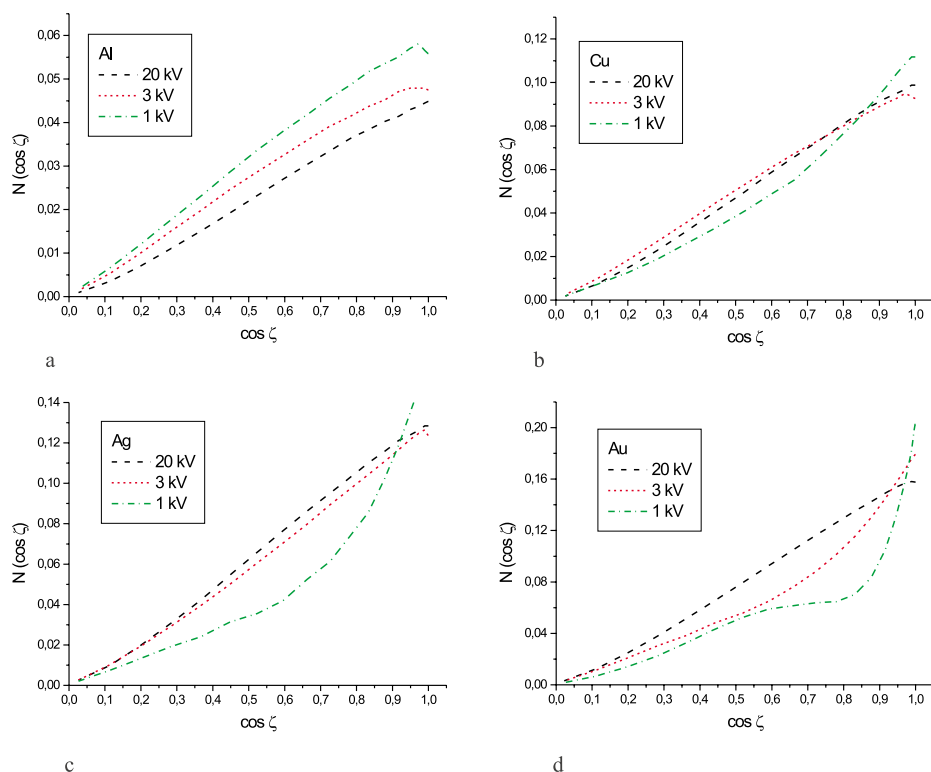 Al
20 kV
3 kV
1 kV
N (cos ζ)
0,06
0,05
0,04
0,03
0,02
0,01
0,00
0,0 0,1 0,2 0,3 0,4 0,5 0,6 0,7 0,8 0,9 1,0
cos ζ
a
Cu
20 kV
3 kV
1 kV
N (cos ζ)
0,12
0,10
0,08
0,06
0,04
0,02
0,00
0,0 0,1 0,2 0,3 0,4 0,5 0,6 0,7 0,8 0,9 1,0
cos ζ
b
Ag
20 kV
3 kV
1 kV
N (cos ζ)
0,14
0,12
0,10
0,08
0,06
0,04
0,02
0,00
0,0 0,1 0,2 0,3 0,4 0,5 0,6 0,7 0,8 0,9 1,0
cos ζ
c
Au
20 kV
3 kV
1 kV
N (cos ζ)
0,20
0,16
0,12
0,08
0,04
0,00
0,0 0,1 0,2 0,3 0,4 0,5 0,6 0,7 0,8 0,9 1,0
cos ζ
d